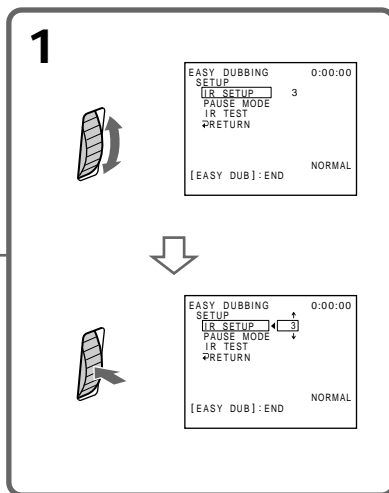 1
EASY DUBBING 0:00:00
SETUP
IR SETUP 3
PAUSE MODE
IR TEST
⮌RETURN
NORMAL
[EASY DUB]:END
EASY DUBBING 0:00:00
SETUP ↑
IR SETUP ◂ 3
PAUSE MODE ↓
IR TEST
⮌RETURN
NORMAL
[EASY DUB]:END